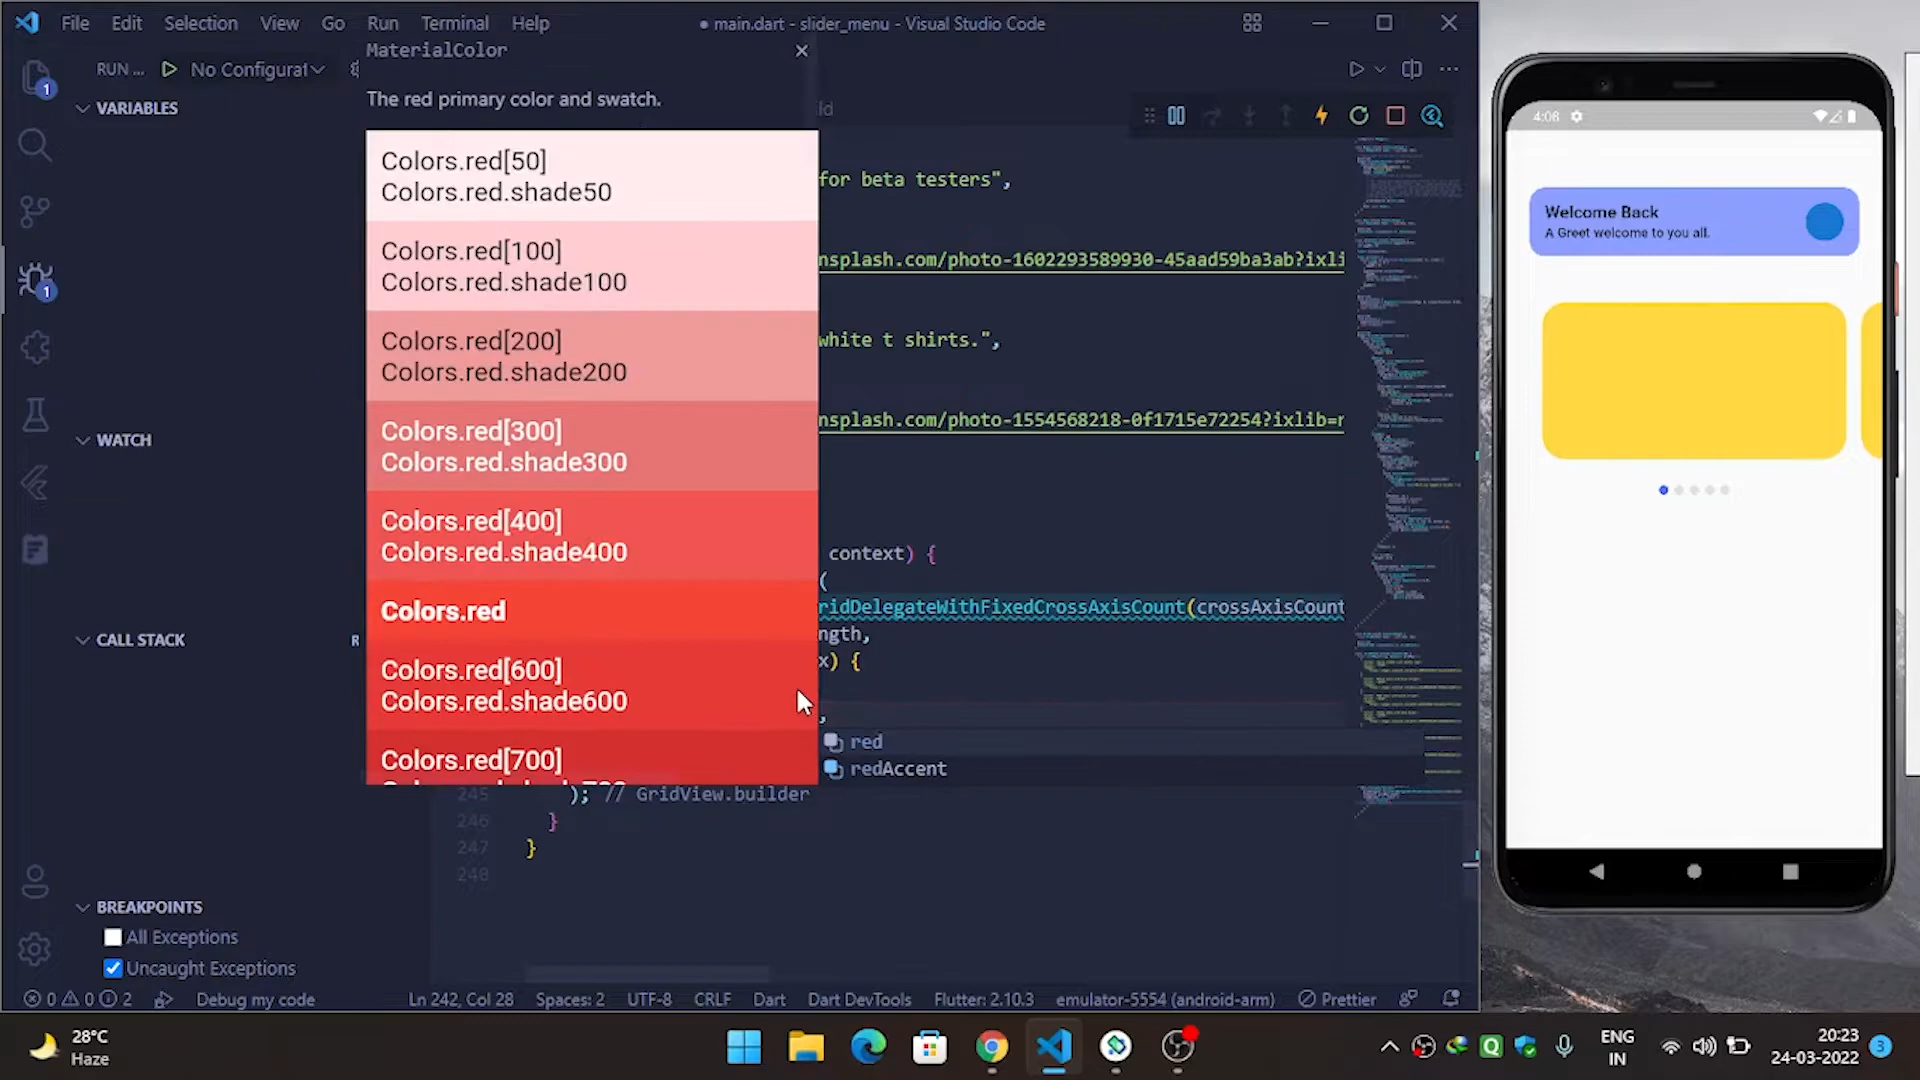 File Edit Selection View Go Run Terminal Help
● main.dart - slider_menu - Visual Studio Code
RUN ... No Configurat
VARIABLES
WATCH
CALL STACK
BREAKPOINTS
All Exceptions
Uncaught Exceptions
MaterialColor
The red primary color and swatch.
Colors.red[50]
Colors.red.shade50
Colors.red[100]
Colors.red.shade100
Colors.red[200]
Colors.red.shade200
Colors.red[300]
Colors.red.shade300
Colors.red[400]
Colors.red.shade400
Colors.red
Colors.red[600]
Colors.red.shade600
Colors.red[700]
ld
for beta testers",
nsplash.com/photo-1602293589930-45aad59ba3ab?ixli
white t shirts.",
nsplash.com/photo-1554568218-0f1715e72254?ixlib=r
context) {
(
ridDelegateWithFixedCrossAxisCount(crossAxisCount
ngth,
x) {
,
red
redAccent
245 ); // GridView.builder
246 }
247 }
248
0 0 2 Debug my code Ln 242, Col 28 Spaces: 2 UTF-8 CRLF Dart Dart DevTools Flutter: 2.10.3 emulator-5554 (android-arm) Prettier
4:08
Welcome Back
A Greet welcome to you all.
28°C
Haze
ENG
IN
20:23
24-03-2022
3